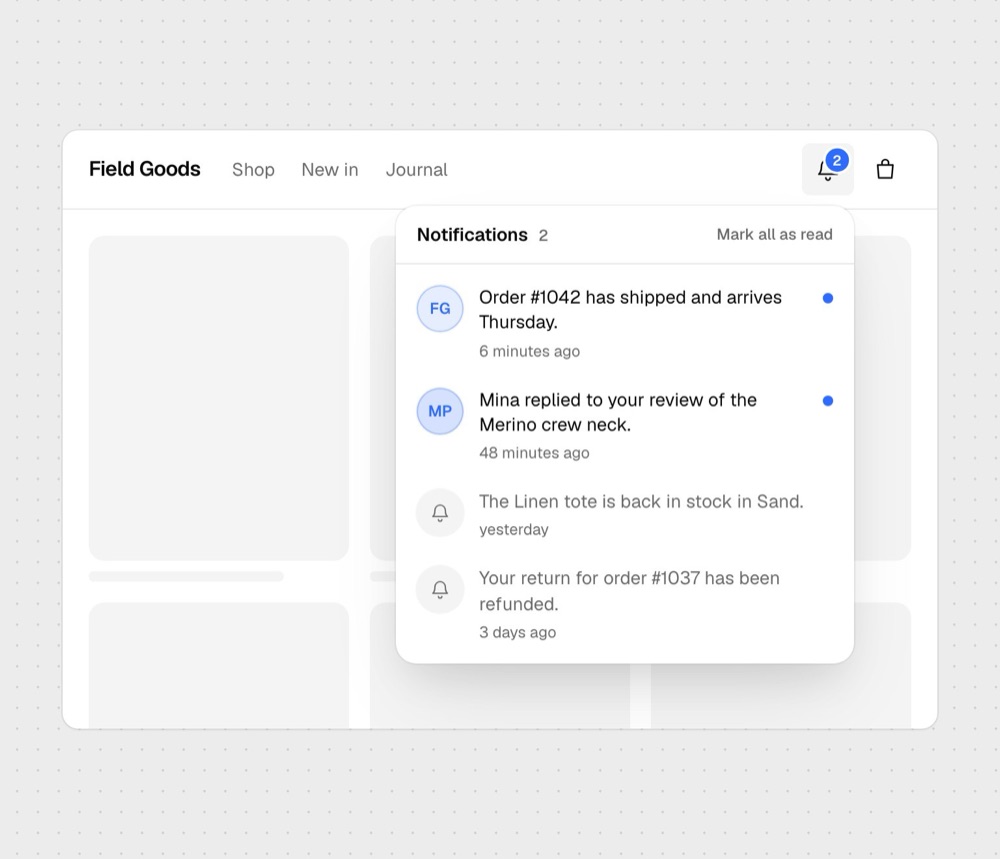 Field Goods Shop New in Journal 2
Notifications 2 Mark all as read
FG Order #1042 has shipped and arrives
Thursday.
6 minutes ago
MP Mina replied to your review of the
Merino crew neck.
48 minutes ago
The Linen tote is back in stock in Sand.
yesterday
Your return for order #1037 has been
refunded.
3 days ago